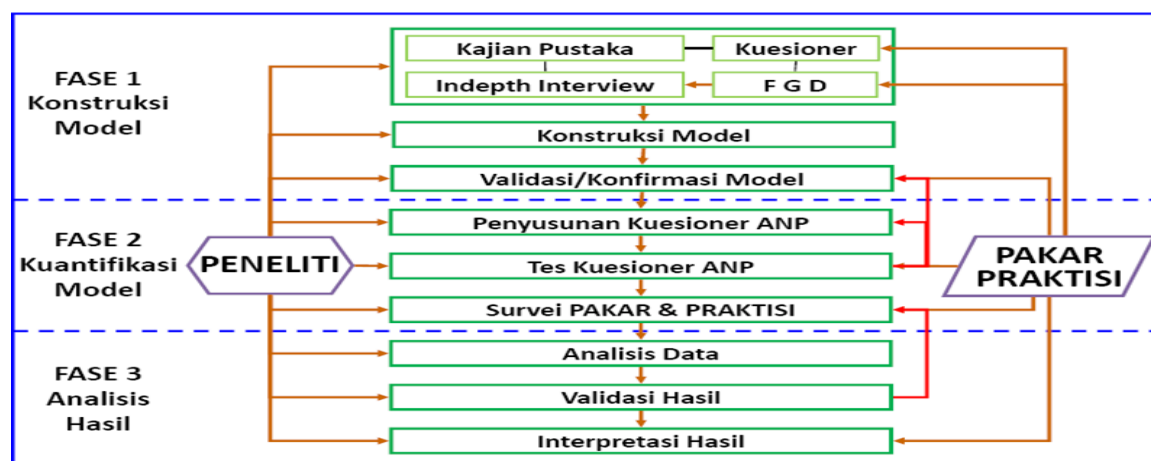 FASE 1
Konstruksi
Model
Kajian Pustaka
Kuesioner
Indepth Interview
F G D
Konstruksi Model
Validasi/Konfirmasi Model
FASE 2
Kuantifikasi
Model
PENELITI
Penyusunan Kuesioner ANP
Tes Kuesioner ANP
Survei PAKAR & PRAKTISI
PAKAR
PRAKTISI
FASE 3
Analisis
Hasil
Analisis Data
Validasi Hasil
Interpretasi Hasil